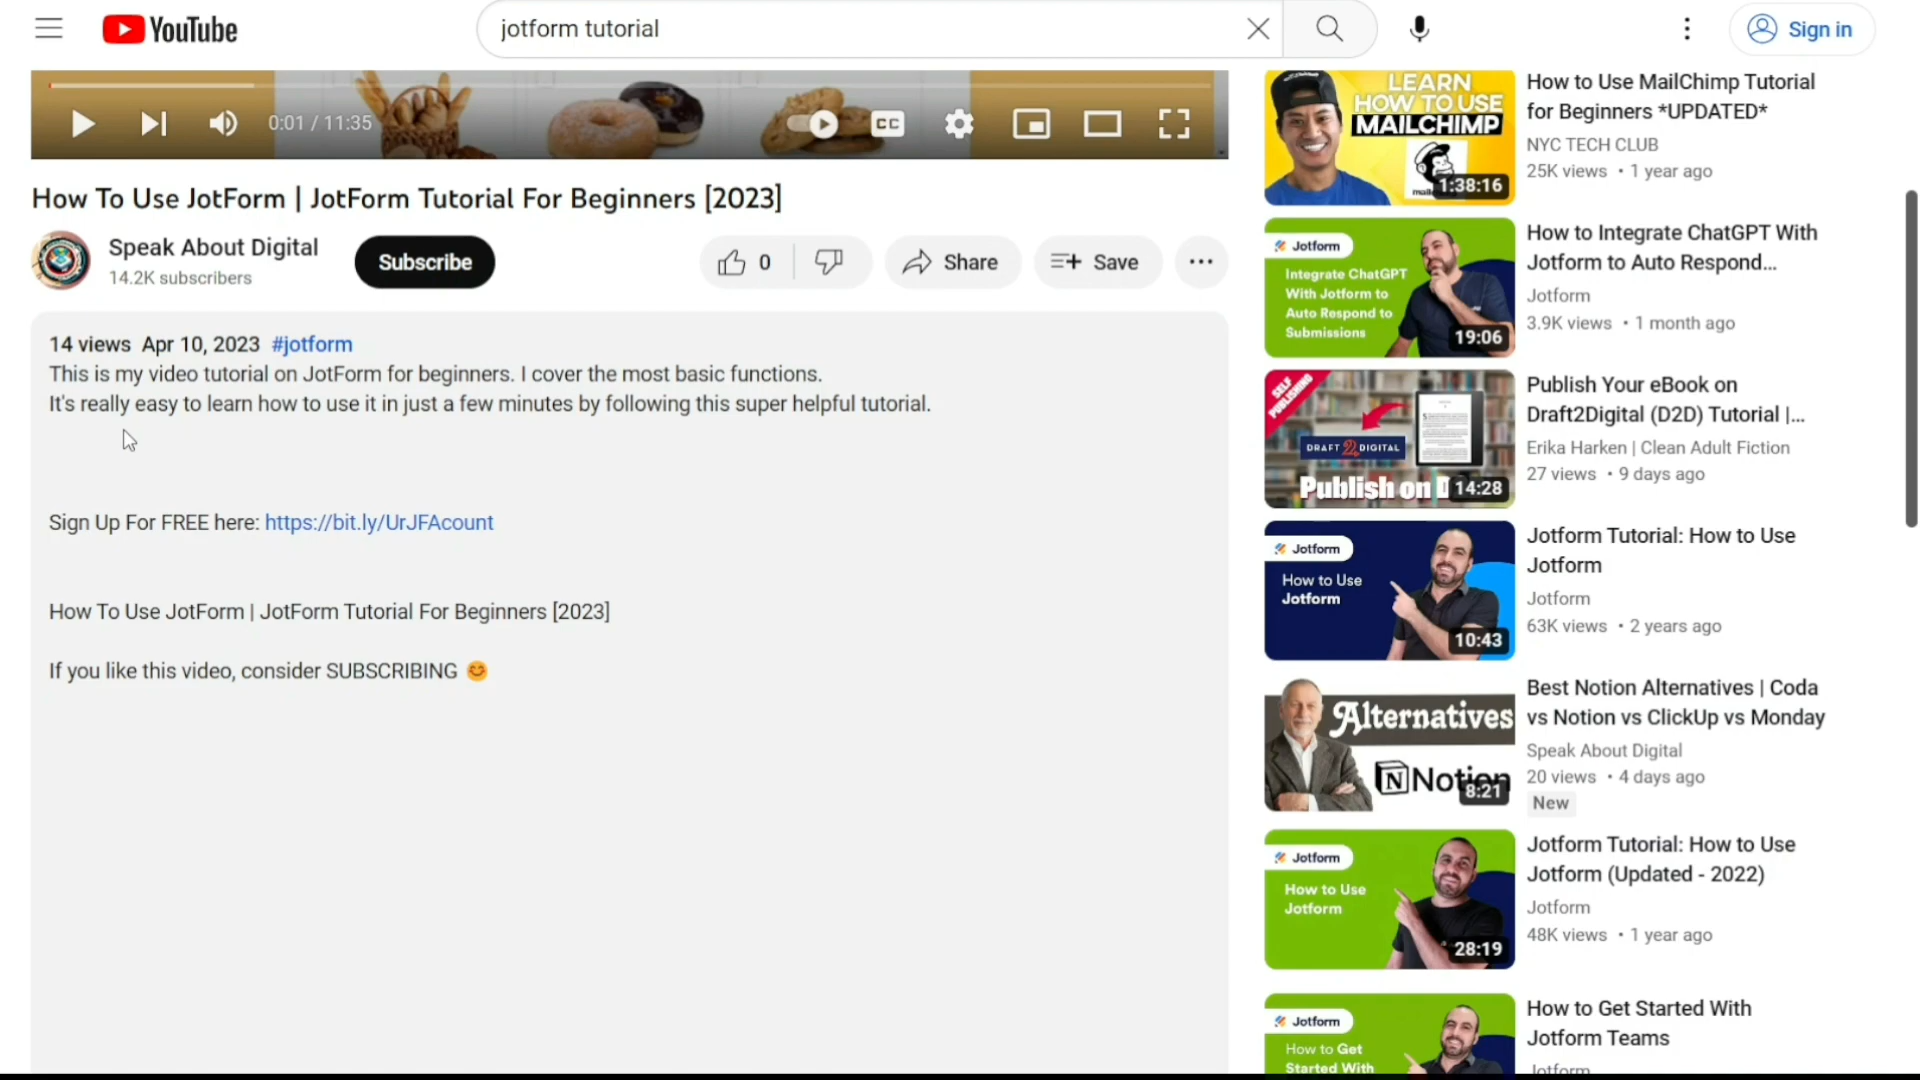 YouTube
jotform tutorial
Sign in
0:01 / 11:35
CC
How To Use JotForm | JotForm Tutorial For Beginners [2023]
Speak About Digital
14.2K subscribers
Subscribe
0
Share
Save
14 views Apr 10, 2023 #jotform
This is my video tutorial on JotForm for beginners. I cover the most basic functions.
It's really easy to learn how to use it in just a few minutes by following this super helpful tutorial.
Sign Up For FREE here: https://bit.ly/UrJFAcount
How To Use JotForm | JotForm Tutorial For Beginners [2023]
If you like this video, consider SUBSCRIBING 😊
LEARN
HOW TO USE
MAILCHIMP
1:38:16
How to Use MailChimp Tutorial
for Beginners *UPDATED*
NYC TECH CLUB
25K views • 1 year ago
Jotform
Integrate ChatGPT
With Jotform to
Auto Respond to
Submissions
19:06
How to Integrate ChatGPT With
Jotform to Auto Respond...
Jotform
3.9K views • 1 month ago
SELF
PUBLISHING
DRAFT 2 DIGITAL
Publish on
14:28
Publish Your eBook on
Draft2Digital (D2D) Tutorial |...
Erika Harken | Clean Adult Fiction
27 views • 9 days ago
Jotform
How to Use
Jotform
10:43
Jotform Tutorial: How to Use
Jotform
Jotform
63K views • 2 years ago
Alternatives
Notion
8:21
Best Notion Alternatives | Coda
vs Notion vs ClickUp vs Monday
Speak About Digital
20 views • 4 days ago
New
Jotform
How to Use
Jotform
28:19
Jotform Tutorial: How to Use
Jotform (Updated - 2022)
Jotform
48K views • 1 year ago
Jotform
How to Get
Started With
How to Get Started With
Jotform Teams
Jotform